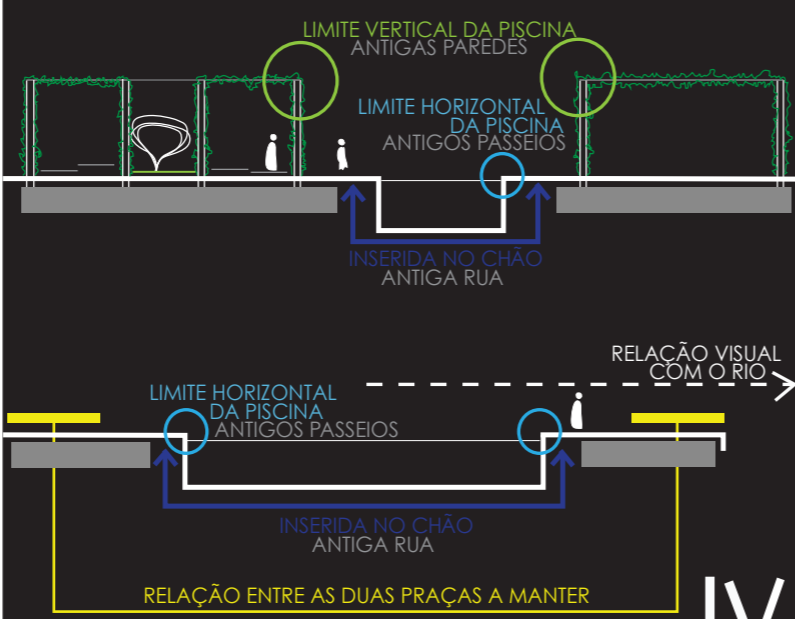 LIMITE VERTICAL DA PISCINA
ANTIGAS PAREDES
LIMITE HORIZONTAL
DA PISCINA
ANTIGOS PASSEIOS
INSERIDA NO CHÃO
ANTIGA RUA
RELAÇÃO VISUAL
COM O RIO
LIMITE HORIZONTAL
DA PISCINA
ANTIGOS PASSEIOS
INSERIDA NO CHÃO
ANTIGA RUA
RELAÇÃO ENTRE AS DUAS PRAÇAS A MANTER
IV